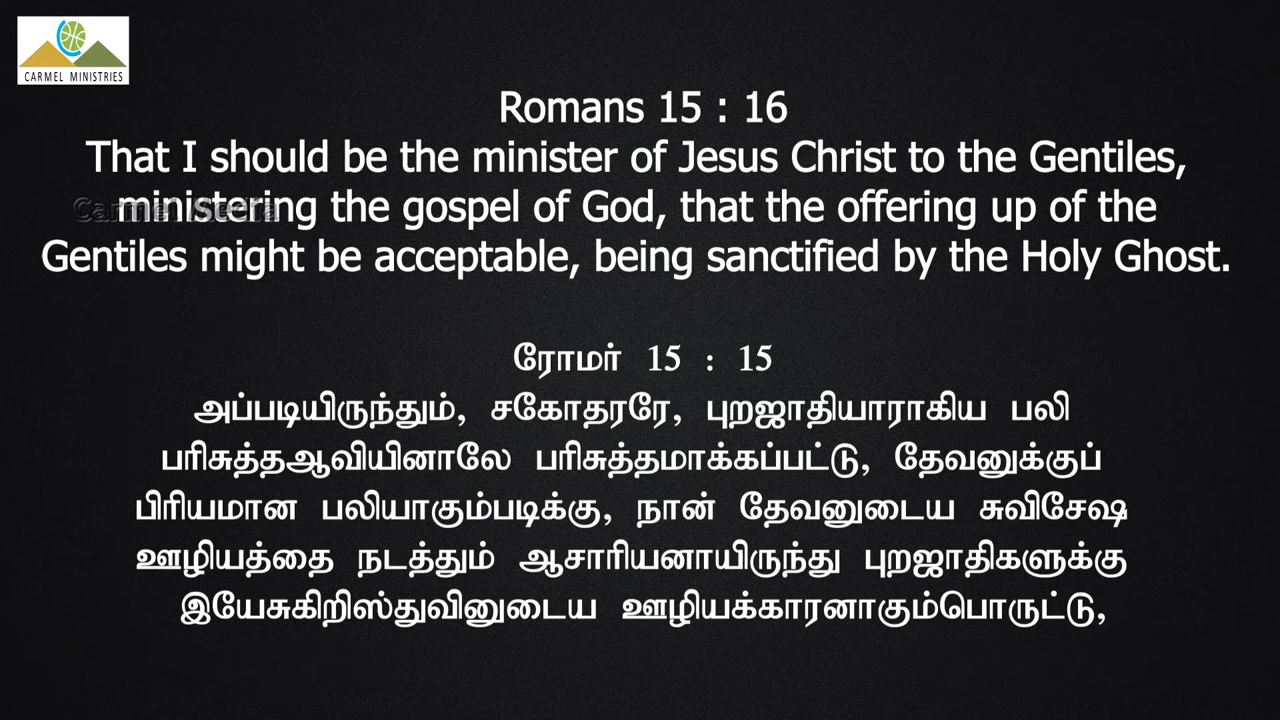 CARMEL MINISTRIES
Romans 15 : 16
That I should be the minister of Jesus Christ to the Gentiles,
Carmel Media
ministering the gospel of God, that the offering up of the
Gentiles might be acceptable, being sanctified by the Holy Ghost.
ரோமர் 15 : 15
அப்படியிருந்தும், சகோதரரே, புறஜாதியாராகிய பலி
பரிசுத்தஆவியினாலே பரிசுத்தமாக்கப்பட்டு, தேவனுக்குப்
பிரியமான பலியாகும்படிக்கு, நான் தேவனுடைய சுவிசேஷ
ஊழியத்தை நடத்தும் ஆசாரியனாயிருந்து புறஜாதிகளுக்கு
இயேசுகிறிஸ்துவினுடைய ஊழியக்காரனாகும்பொருட்டு,